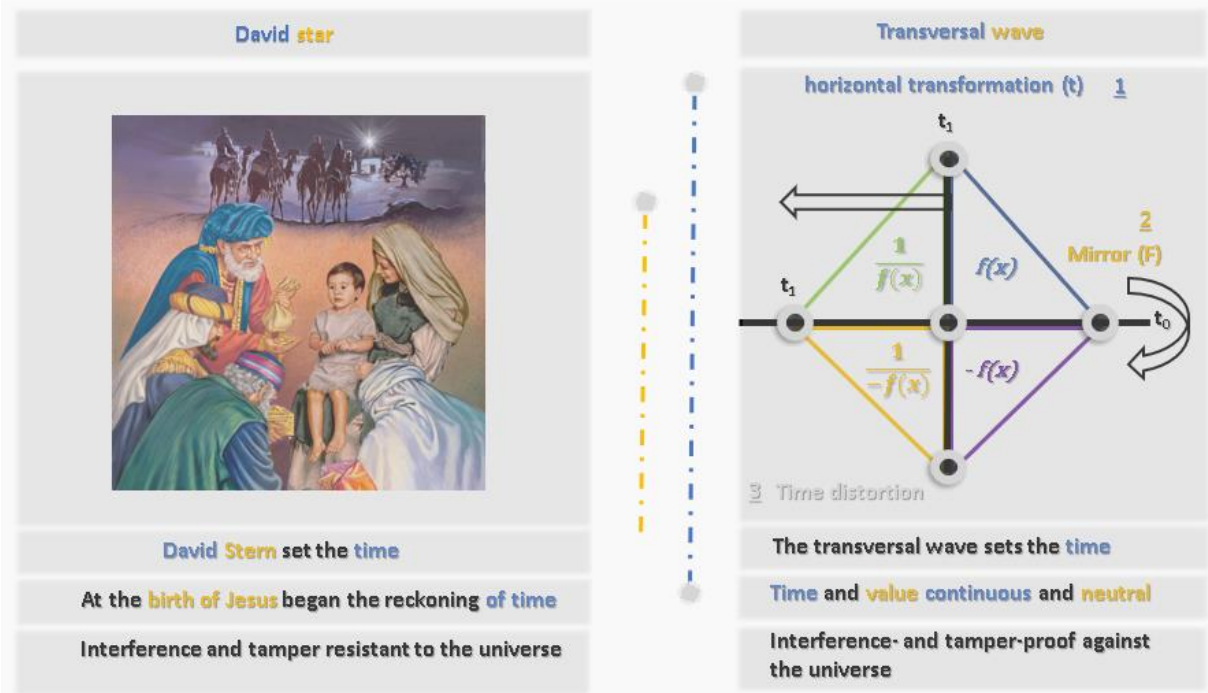 David star
David Stern set the time
At the birth of Jesus began the reckoning of time
Interference and tamper resistant to the universe
Transversal wave
horizontal transformation (t) 1
t₁
2
Mirror (F)
1
f(x)
f(x)
t₁
t₀
1
-f(x)
-f(x)
3 Time distortion
The transversal wave sets the time
Time and value continuous and neutral
Interference- and tamper-proof against
the universe